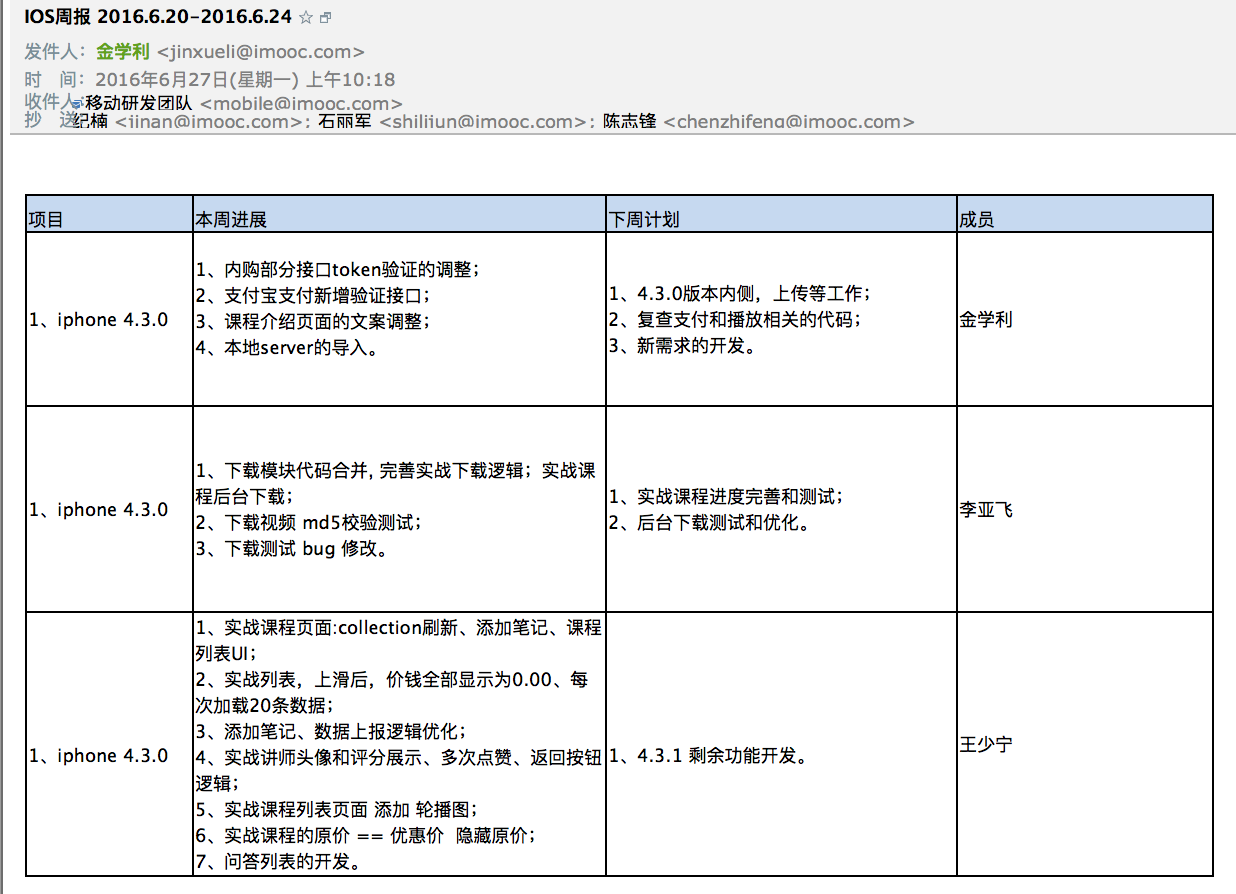 IOS周报 2016.6.20-2016.6.24
发件人：金学利 <jinxueli@imooc.com>
时 间：2016年6月27日(星期一) 上午10:18
收件人：移动研发团队 <mobile@imooc.com>
抄 送：纪楠 <jinan@imooc.com>; 石丽军 <shilijun@imooc.com>; 陈志锋 <chenzhifeng@imooc.com>
项目 本周进展 下周计划 成员
1、iphone 4.3.0
1、内购部分接口token验证的调整；
2、支付宝支付新增验证接口；
3、课程介绍页面的文案调整；
4、本地server的导入。
1、4.3.0版本内侧，上传等工作；
2、复查支付和播放相关的代码；
3、新需求的开发。
金学利
1、iphone 4.3.0
1、下载模块代码合并, 完善实战下载逻辑；实战课
程后台下载；
2、下载视频 md5校验测试；
3、下载测试 bug 修改。
1、实战课程进度完善和测试；
2、后台下载测试和优化。
李亚飞
1、iphone 4.3.0
1、实战课程页面:collection刷新、添加笔记、课程
列表UI；
2、实战列表，上滑后，价钱全部显示为0.00、每
次加载20条数据；
3、添加笔记、数据上报逻辑优化；
4、实战讲师头像和评分展示、多次点赞、返回按钮
逻辑；
5、实战课程列表页面 添加 轮播图；
6、实战课程的原价 == 优惠价 隐藏原价；
7、问答列表的开发。
1、4.3.1 剩余功能开发。
王少宁